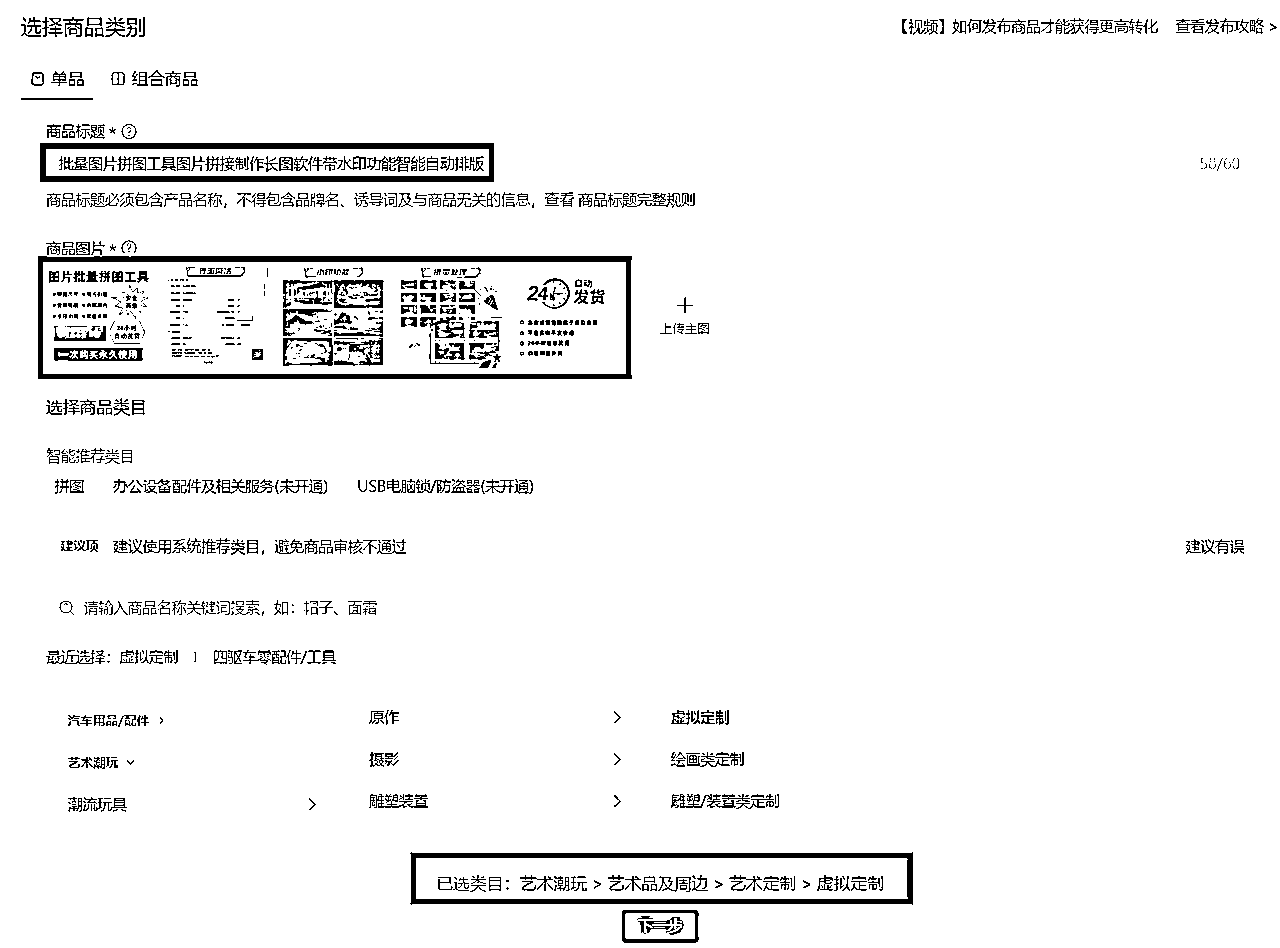 选择商品类别
【视频】如何发布商品才能获得更高转化 查看发布攻略 >
单品 组合商品
商品标题 * ?
批量图片拼图工具图片拼接制作长图软件带水印功能智能自动排版
50/60
商品标题必须包含产品名称，不得包含品牌名、诱导词及与商品无关的信息，查看 商品标题完整规则
商品图片 * ?
图片批量拼图工具
24小时
自动发货
一次购买永久使用
24h 自动发货
+
上传主图
选择商品类目
智能推荐类目
拼图 办公设备配件及相关服务(未开通) USB电脑锁/防盗器(未开通)
建议项 建议使用系统推荐类目，避免商品审核不通过 建议有误
请输入商品名称关键词搜索，如：帽子、面霜
最近选择：虚拟定制 | 四驱车零配件/工具
汽车用品/配件 > 原作 > 虚拟定制
艺术潮玩 摄影 > 绘画类定制
潮流玩具 > 雕塑装置 > 雕塑/装置类定制
已选类目：艺术潮玩 > 艺术品及周边 > 艺术定制 > 虚拟定制
下一步